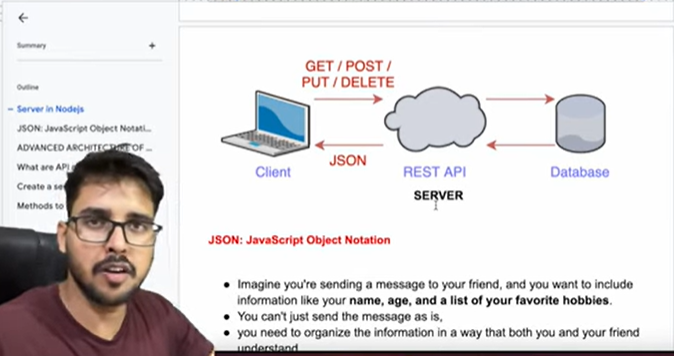 Summary
+
Outline
Server in Nodejs
JSON: JavaScript Object Notati...
ADVANCED ARCHITECTURE OF ...
What are API
Create a se
Methods to
GET / POST /
PUT / DELETE
JSON
Client
REST API
Database
SERVER
JSON: JavaScript Object Notation
● Imagine you're sending a message to your friend, and you want to include
information like your name, age, and a list of your favorite hobbies.
● You can't just send the message as is,
● you need to organize the information in a way that both you and your friend
understand